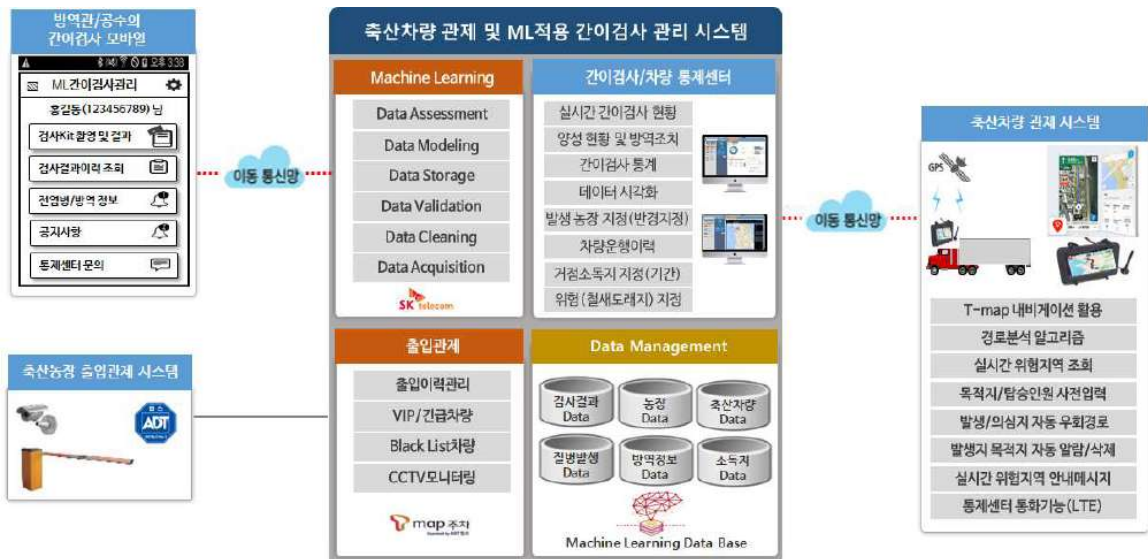 방역관/공수의
간이검사 모바일
오후 3:38
ML간이검사관리
홍길동(123456789) 님
검사Kit 촬영 및 결과
검사결과이력 조회
전염병/방역 정보
공지사항
통제센터 문의
이동 통신망
축산농장 출입관제 시스템
ADT
축산차량 관제 및 ML적용 간이검사 관리 시스템
Machine Learning
Data Assessment
Data Modeling
Data Storage
Data Validation
Data Cleaning
Data Acquisition
SK telecom
간이검사/차량 통제센터
실시간 간이검사 현황
양성 현황 및 방역조치
간이검사 통계
데이터 시각화
발생 농장 지정(반경지정)
차량운행이력
거점소독지 지정(기간)
위험(철새도래지) 지정
출입관제
출입이력관리
VIP/긴급차량
Black List차량
CCTV모니터링
T map 주차
Data Management
검사결과
Data
농장
Data
축산차량
Data
질병발생
Data
방역정보
Data
소독지
Data
Machine Learning Data Base
이동 통신망
축산차량 관제 시스템
GPS
T-map 내비게이션 활용
경로분석 알고리즘
실시간 위험지역 조회
목적지/탑승인원 사전입력
발생/의심지 자동 우회경로
발생지 목적지 자동 알람/삭제
실시간 위험지역 안내메시지
통제센터 통화기능(LTE)